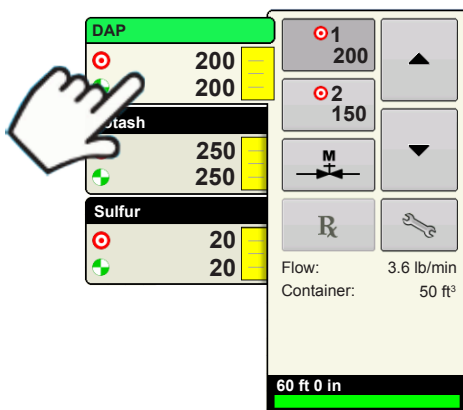 DAP
200
200
Potash
250
250
Sulfur
20
20
1
200
2
150
M
Rx
Flow: 3.6 lb/min
Container: 50 ft³
60 ft 0 in